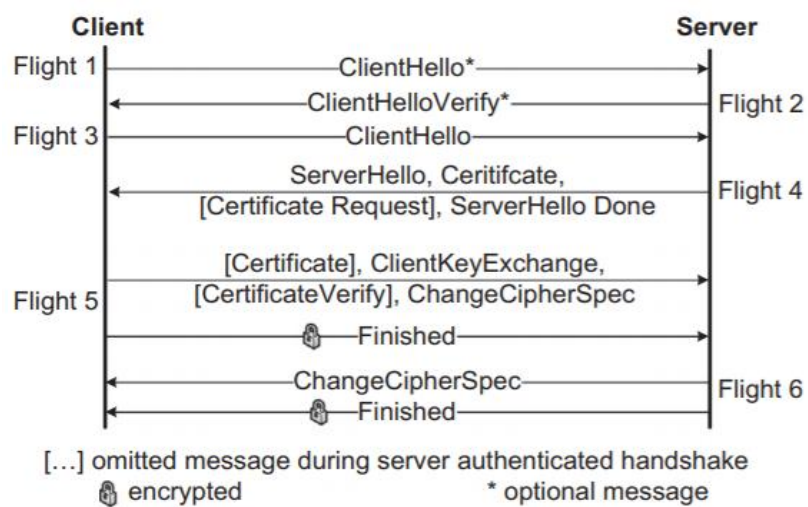 Client Server
Flight 1 ClientHello*
ClientHelloVerify* Flight 2
Flight 3 ClientHello
ServerHello, Ceritifcate,
[Certificate Request], ServerHello Done Flight 4
[Certificate], ClientKeyExchange,
Flight 5 [CertificateVerify], ChangeCipherSpec
Finished
ChangeCipherSpec Flight 6
Finished
[...] omitted message during server authenticated handshake
encrypted * optional message